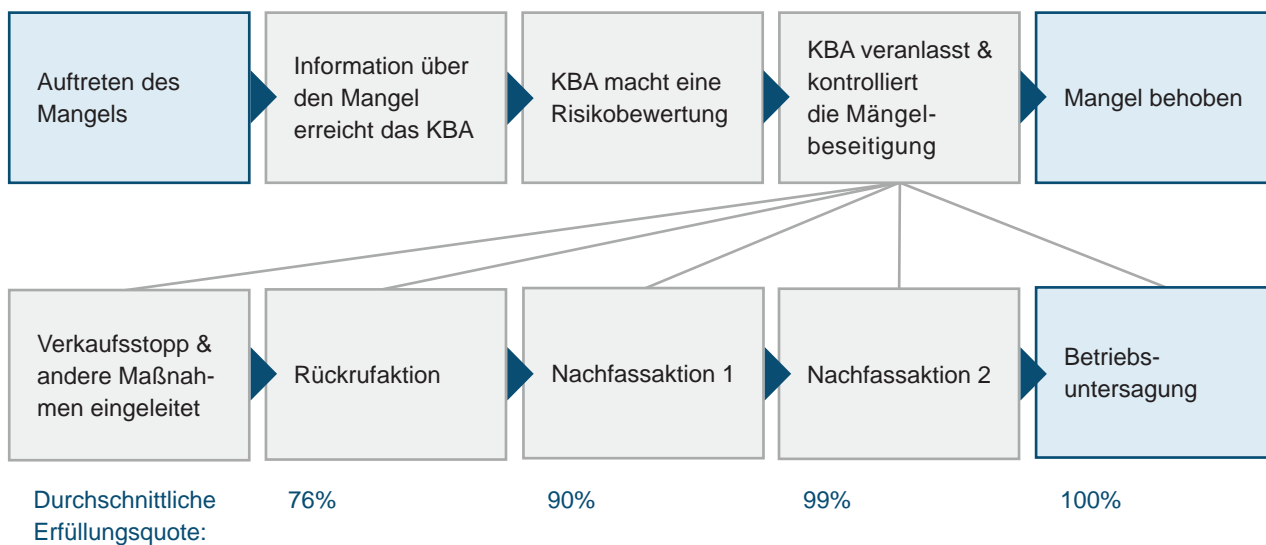 Auftreten des
Mangels
Information über
den Mangel
erreicht das KBA
KBA macht eine
Risikobewertung
KBA veranlasst &
kontrolliert
die Mängel-
beseitigung
Mangel behoben
Verkaufsstopp &
andere Maßnah-
men eingeleitet
Rückrufaktion
Nachfassaktion 1
Nachfassaktion 2
Betriebs-
untersagung
Durchschnittliche
Erfüllungsquote:
76%
90%
99%
100%